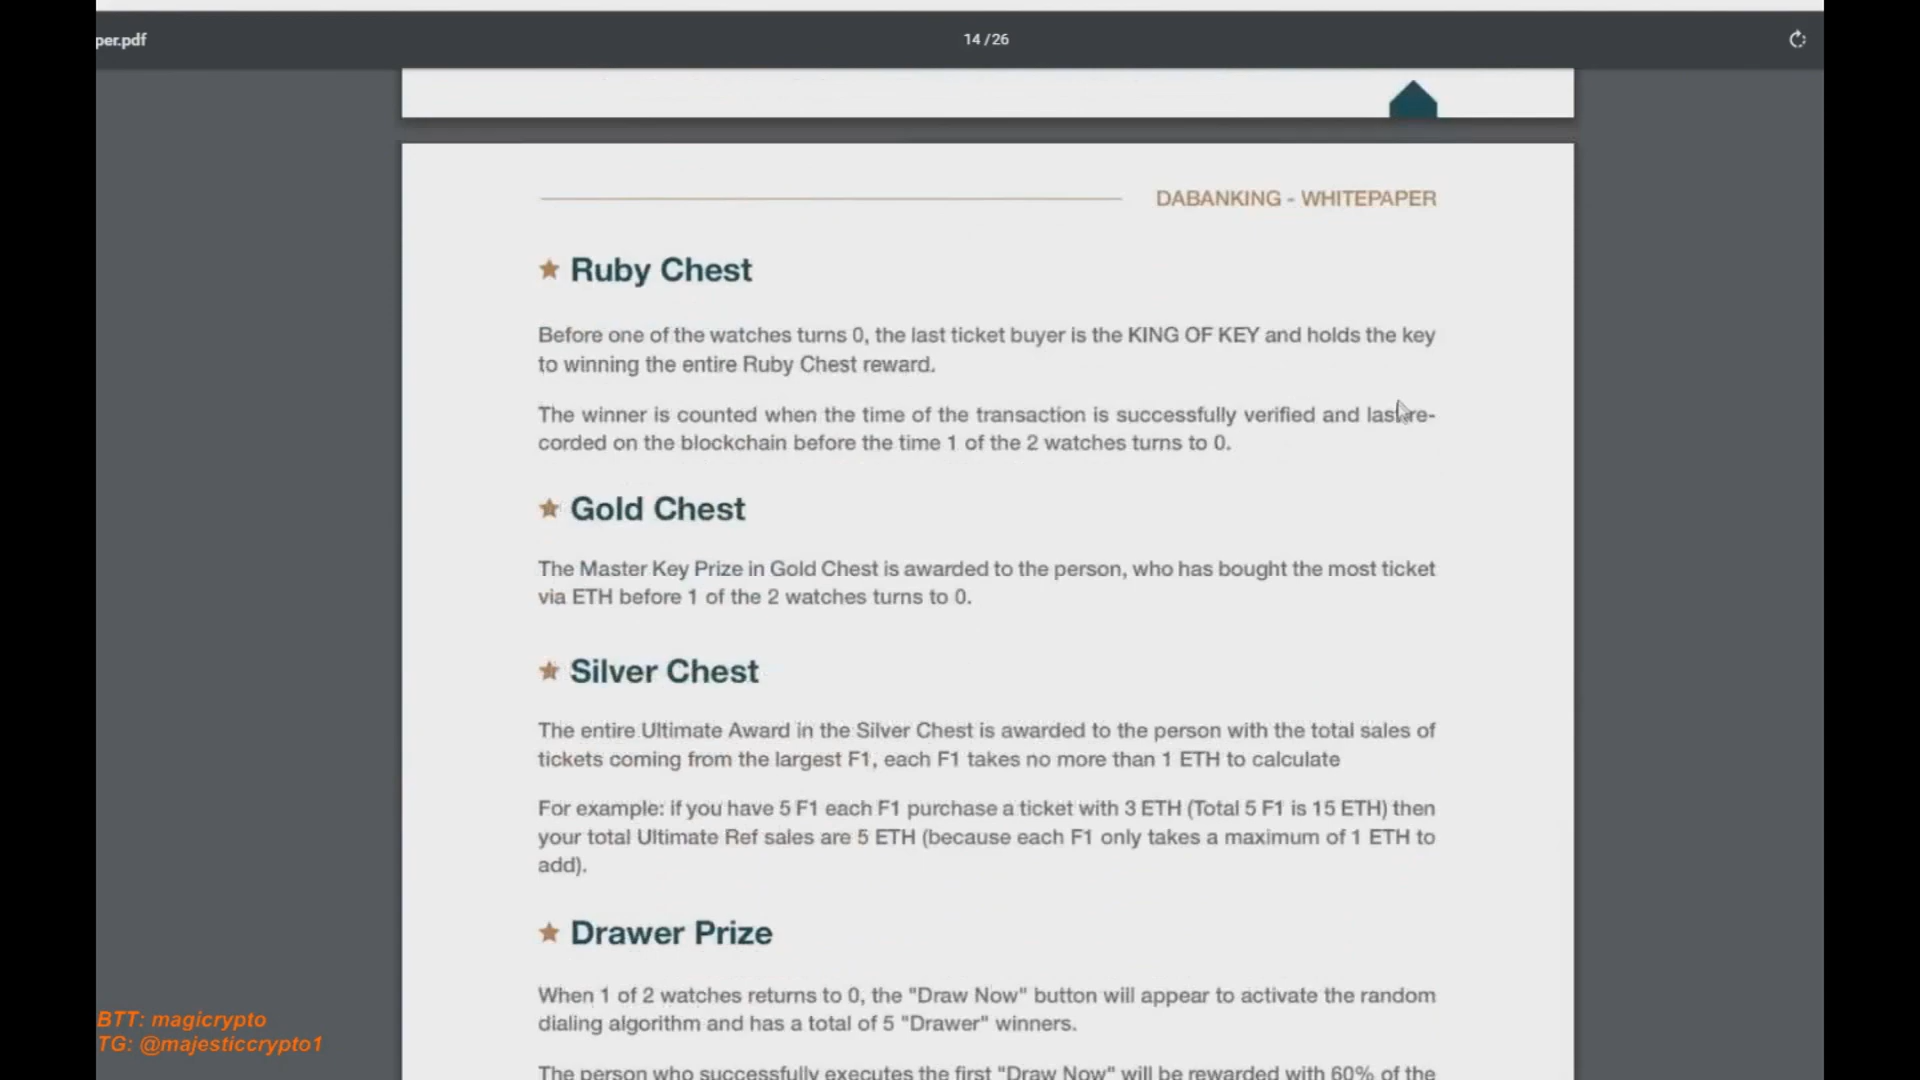 per.pdf
14 / 26
DABANKING - WHITEPAPER
Ruby Chest
Before one of the watches turns 0, the last ticket buyer is the KING OF KEY and holds the key
to winning the entire Ruby Chest reward.
The winner is counted when the time of the transaction is successfully verified and last re-
corded on the blockchain before the time 1 of the 2 watches turns to 0.
Gold Chest
The Master Key Prize in Gold Chest is awarded to the person, who has bought the most ticket
via ETH before 1 of the 2 watches turns to 0.
Silver Chest
The entire Ultimate Award in the Silver Chest is awarded to the person with the total sales of
tickets coming from the largest F1, each F1 takes no more than 1 ETH to calculate
For example: if you have 5 F1 each F1 purchase a ticket with 3 ETH (Total 5 F1 is 15 ETH) then
your total Ultimate Ref sales are 5 ETH (because each F1 only takes a maximum of 1 ETH to
add).
Drawer Prize
When 1 of 2 watches returns to 0, the "Draw Now" button will appear to activate the random
dialing algorithm and has a total of 5 "Drawer" winners.
The person who successfully executes the first "Draw Now" will be rewarded with 60% of the
BTT: magicrypto
TG: @majesticcrypto1